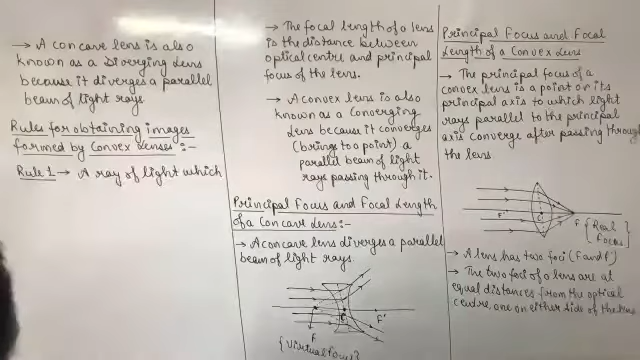 → A concave lens is also
known as a Diverging Lens
because it diverges a parallel
beam of light rays
Rules for obtaining images
formed by Convex Lenses :-
Rule 1 → A ray of light which
→ The focal length of a lens
is the distance between
optical centre and principal
focus of the lens.
→ A convex lens is also
known as a Converging
Lens because it converges
(brings to a point) a
parallel beam of light
rays passing through it.
Principal Focus and Focal Length
of a Concave Lens :-
→ A concave lens diverges a parallel
beam of light rays.
F'
F
{Virtual Focus}
Principal Focus and Focal
Length of a Convex Lens
→ The principal focus of a
convex lens is a point on its
principal axis to which light
rays parallel to the principal
axis converge after passing through
the lens
F' C F {Real
Focus}
→ A lens has two foci (F and F')
→ The two foci of a lens are at
equal distances from the optical
centre, one on either side of the lens